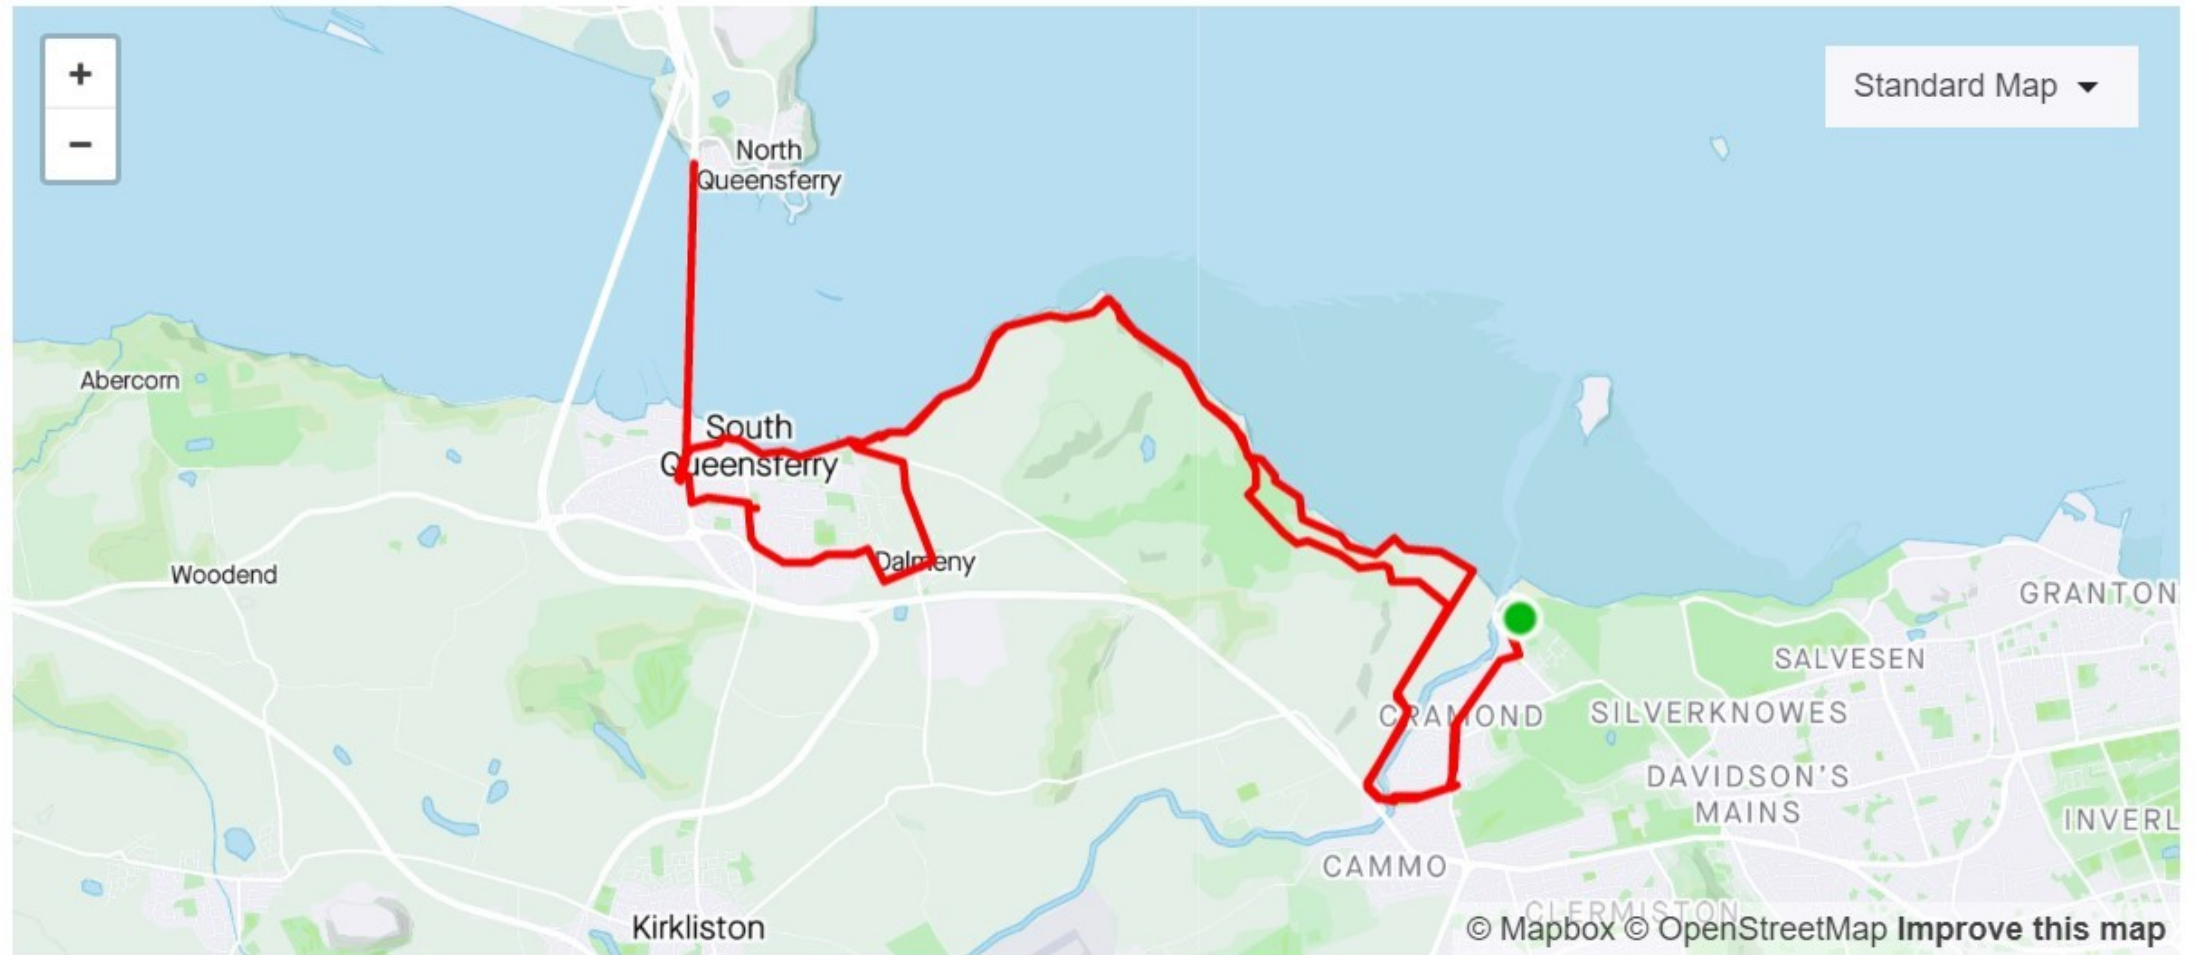 +
−
Standard Map
North
Queensferry
Abercorn
South
Queensferry
Woodend
Dalmeny
GRANTON
SALVESEN
CRAMOND
SILVERKNOWES
DAVIDSON'S
MAINS
INVERL
CAMMO
CLERMISTON
Kirkliston
© Mapbox © OpenStreetMap Improve this map